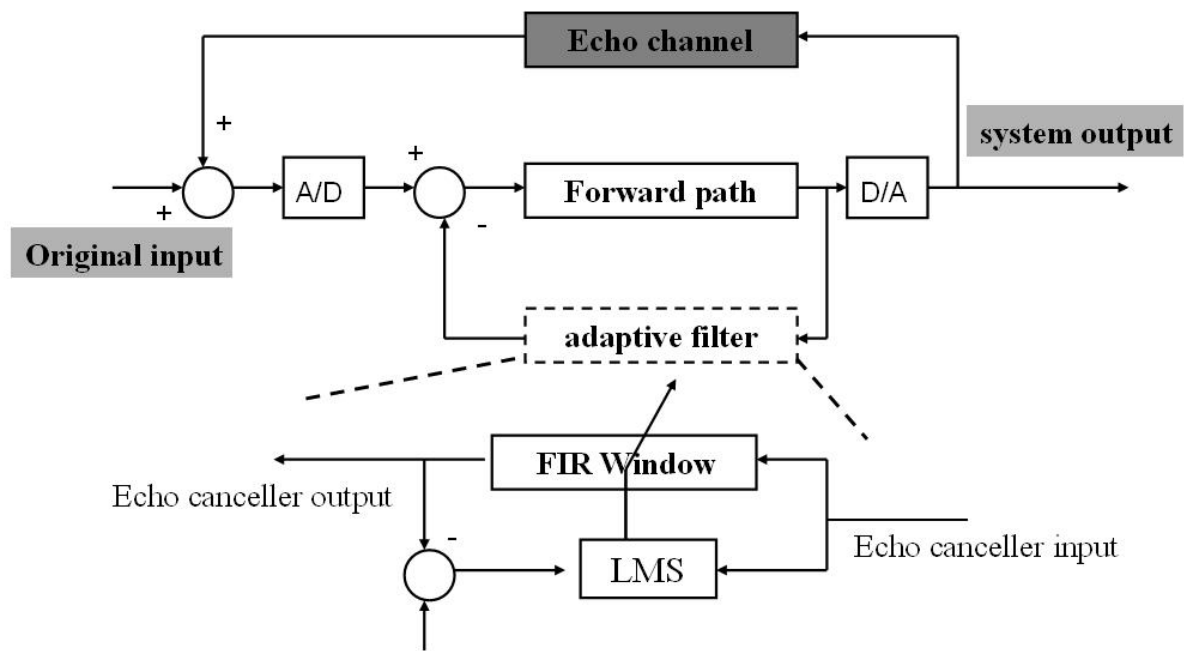 Echo channel
+
system output
+
A/D
Forward path
D/A
+
-
Original input
adaptive filter
FIR Window
Echo canceller output
-
LMS
Echo canceller input